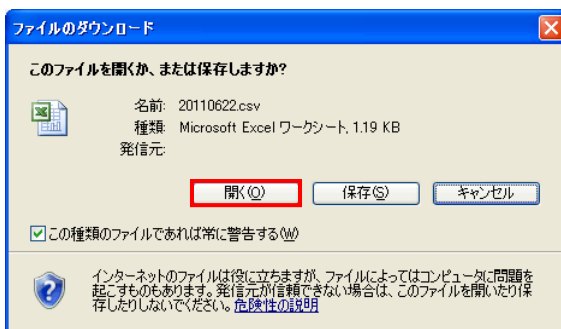 ファイルのダウンロード
このファイルを開くか、または保存しますか?
名前: 20110622.csv
種類: Microsoft Excel ワークシート, 1.19 KB
発信元:
開く(O) 保存(S) キャンセル
この種類のファイルであれば常に警告する(W)
インターネットのファイルは役に立ちますが、ファイルによってはコンピュータに問題を
起こすものもあります。発信元が信頼できない場合は、このファイルを開いたり保
存したりしないでください。危険性の説明